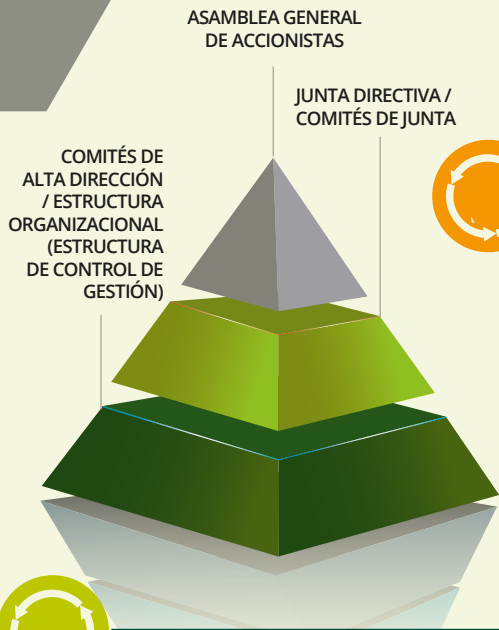 ASAMBLEA GENERAL
DE ACCIONISTAS
JUNTA DIRECTIVA /
COMITÉS DE JUNTA
COMITÉS DE
ALTA DIRECCIÓN
/ ESTRUCTURA
ORGANIZACIONAL
(ESTRUCTURA
DE CONTROL DE
GESTIÓN)